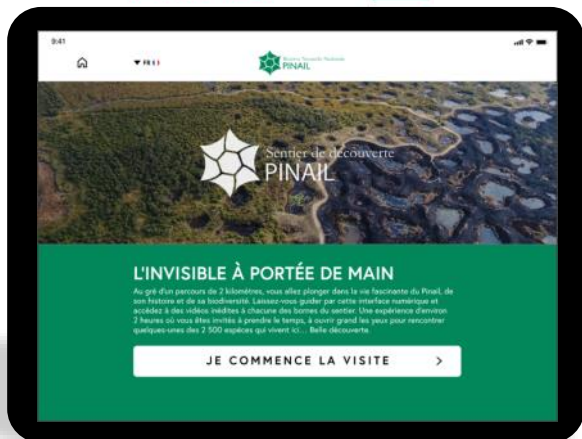 9:41
FR
Réserve Naturelle Nationale
PINAIL
Sentier de découverte
PINAIL
L'INVISIBLE À PORTÉE DE MAIN
Au gré d'un parcours de 2 kilomètres, vous allez plonger dans la vie fascinante du Pinail, de
son histoire et de sa biodiversité. Laissez-vous guider par cette interface numérique et
accédez à des vidéos inédites à chacune des bornes du sentier. Une expérience d'environ
2 heures où vous êtes invités à prendre le temps, à ouvrir grand les yeux pour rencontrer
quelques-unes des 2 500 espèces qui vivent ici... Belle découverte.
JE COMMENCE LA VISITE